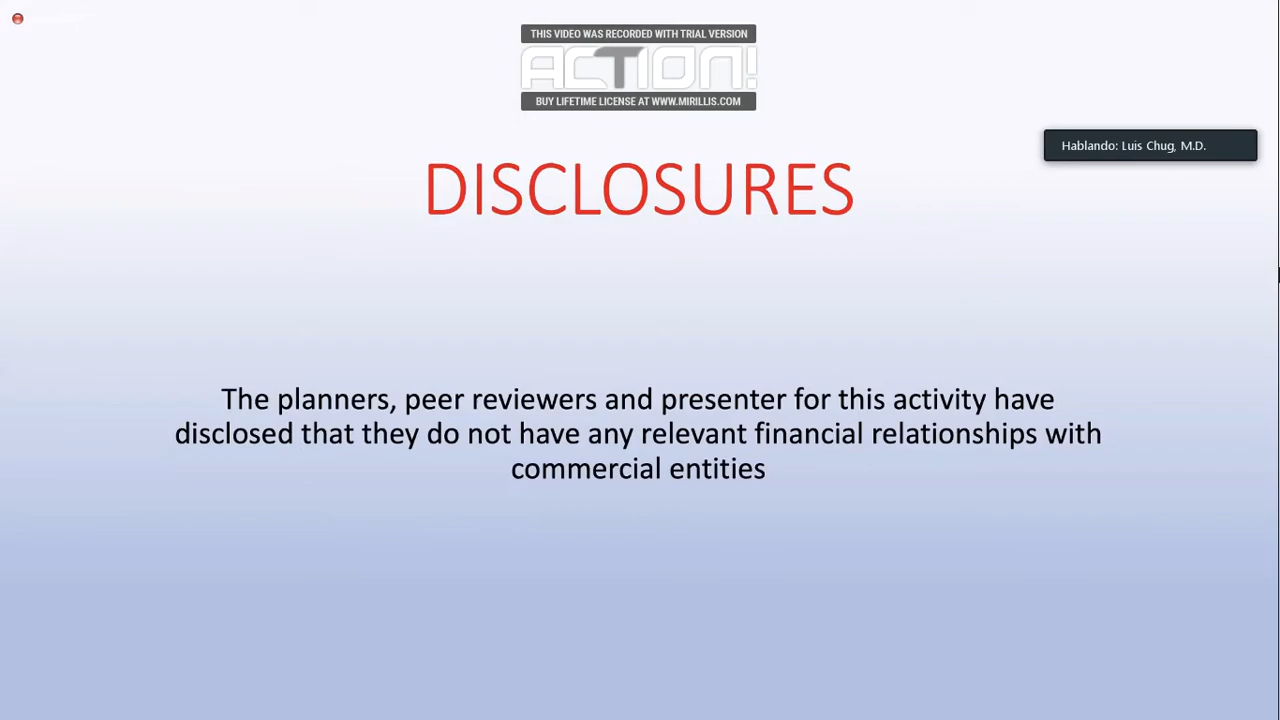 THIS VIDEO WAS RECORDED WITH TRIAL VERSION
ACTION!
BUY LIFETIME LICENSE AT WWW.MIRILLIS.COM
Hablando: Luis Chug, M.D.
DISCLOSURES
The planners, peer reviewers and presenter for this activity have
disclosed that they do not have any relevant financial relationships with
commercial entities